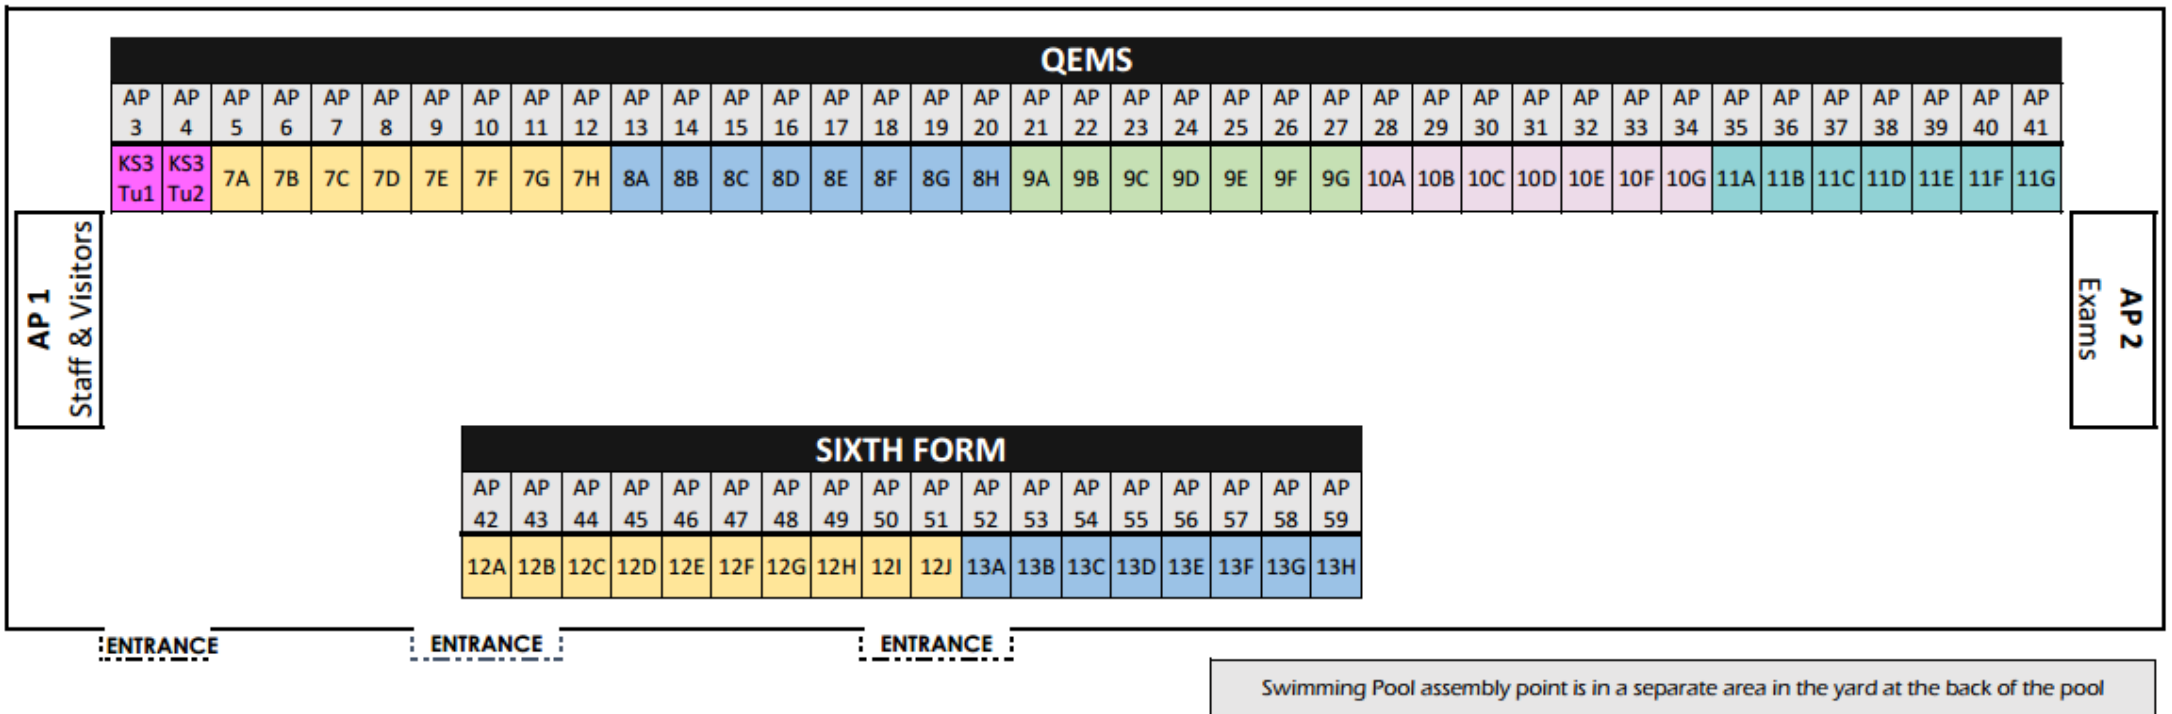 QEMS
AP AP AP AP AP AP AP AP AP AP AP AP AP AP AP AP AP AP AP AP AP AP AP AP AP AP AP AP AP AP AP AP AP AP AP AP AP AP AP
3 4 5 6 7 8 9 10 11 12 13 14 15 16 17 18 19 20 21 22 23 24 25 26 27 28 29 30 31 32 33 34 35 36 37 38 39 40 41
KS3 KS3
Tu1 Tu2 7A 7B 7C 7D 7E 7F 7G 7H 8A 8B 8C 8D 8E 8F 8G 8H 9A 9B 9C 9D 9E 9F 9G 10A 10B 10C 10D 10E 10F 10G 11A 11B 11C 11D 11E 11F 11G
AP 1
Staff & Visitors
AP 2
Exams
SIXTH FORM
AP AP AP AP AP AP AP AP AP AP AP AP AP AP AP AP AP AP
42 43 44 45 46 47 48 49 50 51 52 53 54 55 56 57 58 59
12A 12B 12C 12D 12E 12F 12G 12H 12I 12J 13A 13B 13C 13D 13E 13F 13G 13H
ENTRANCE ENTRANCE ENTRANCE
Swimming Pool assembly point is in a separate area in the yard at the back of the pool